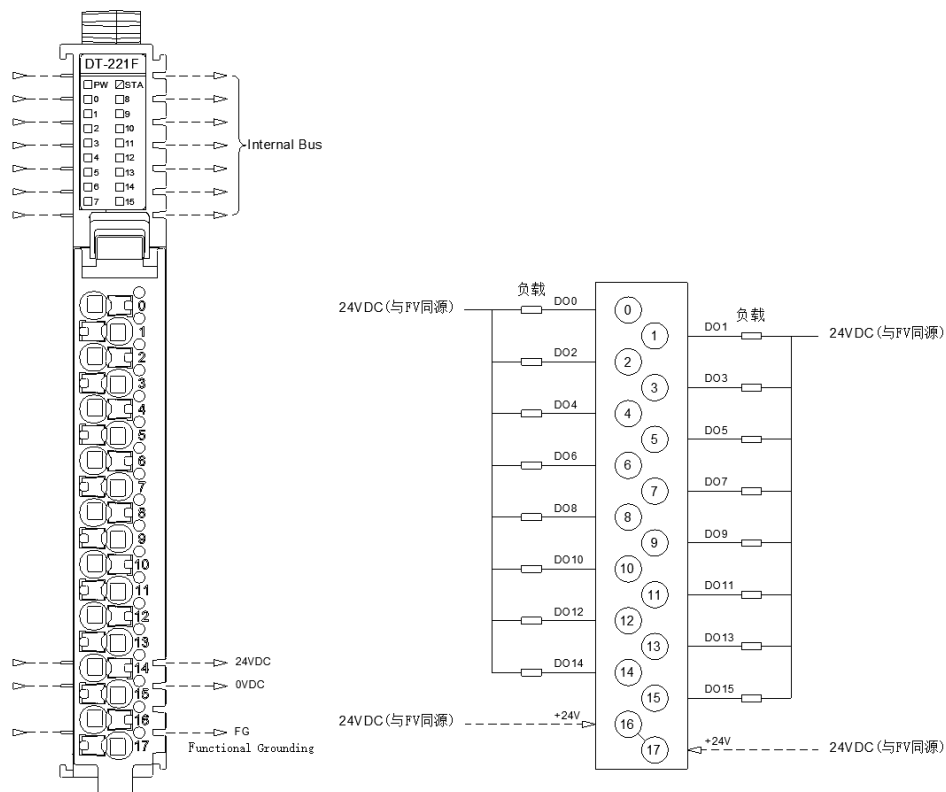 DT-221F
PW STA
0 8
1 9
2 10
3 11
4 12
5 13
6 14
7 15
Internal Bus
0
1
2
3
4
5
6
7
8
9
10
11
12
13
14
15
16
17
24VDC
0VDC
FG
Functional Grounding
24VDC(与FV同源)
负载
DO0
0
负载
DO1
1
24VDC(与FV同源)
DO2
2
DO3
3
DO4
4
DO5
5
DO6
6
DO7
7
DO8
8
DO9
9
DO10
10
DO11
11
DO12
12
DO13
13
DO14
14
DO15
15
24VDC(与FV同源)
+24V
16
17
+24V
24VDC(与FV同源)